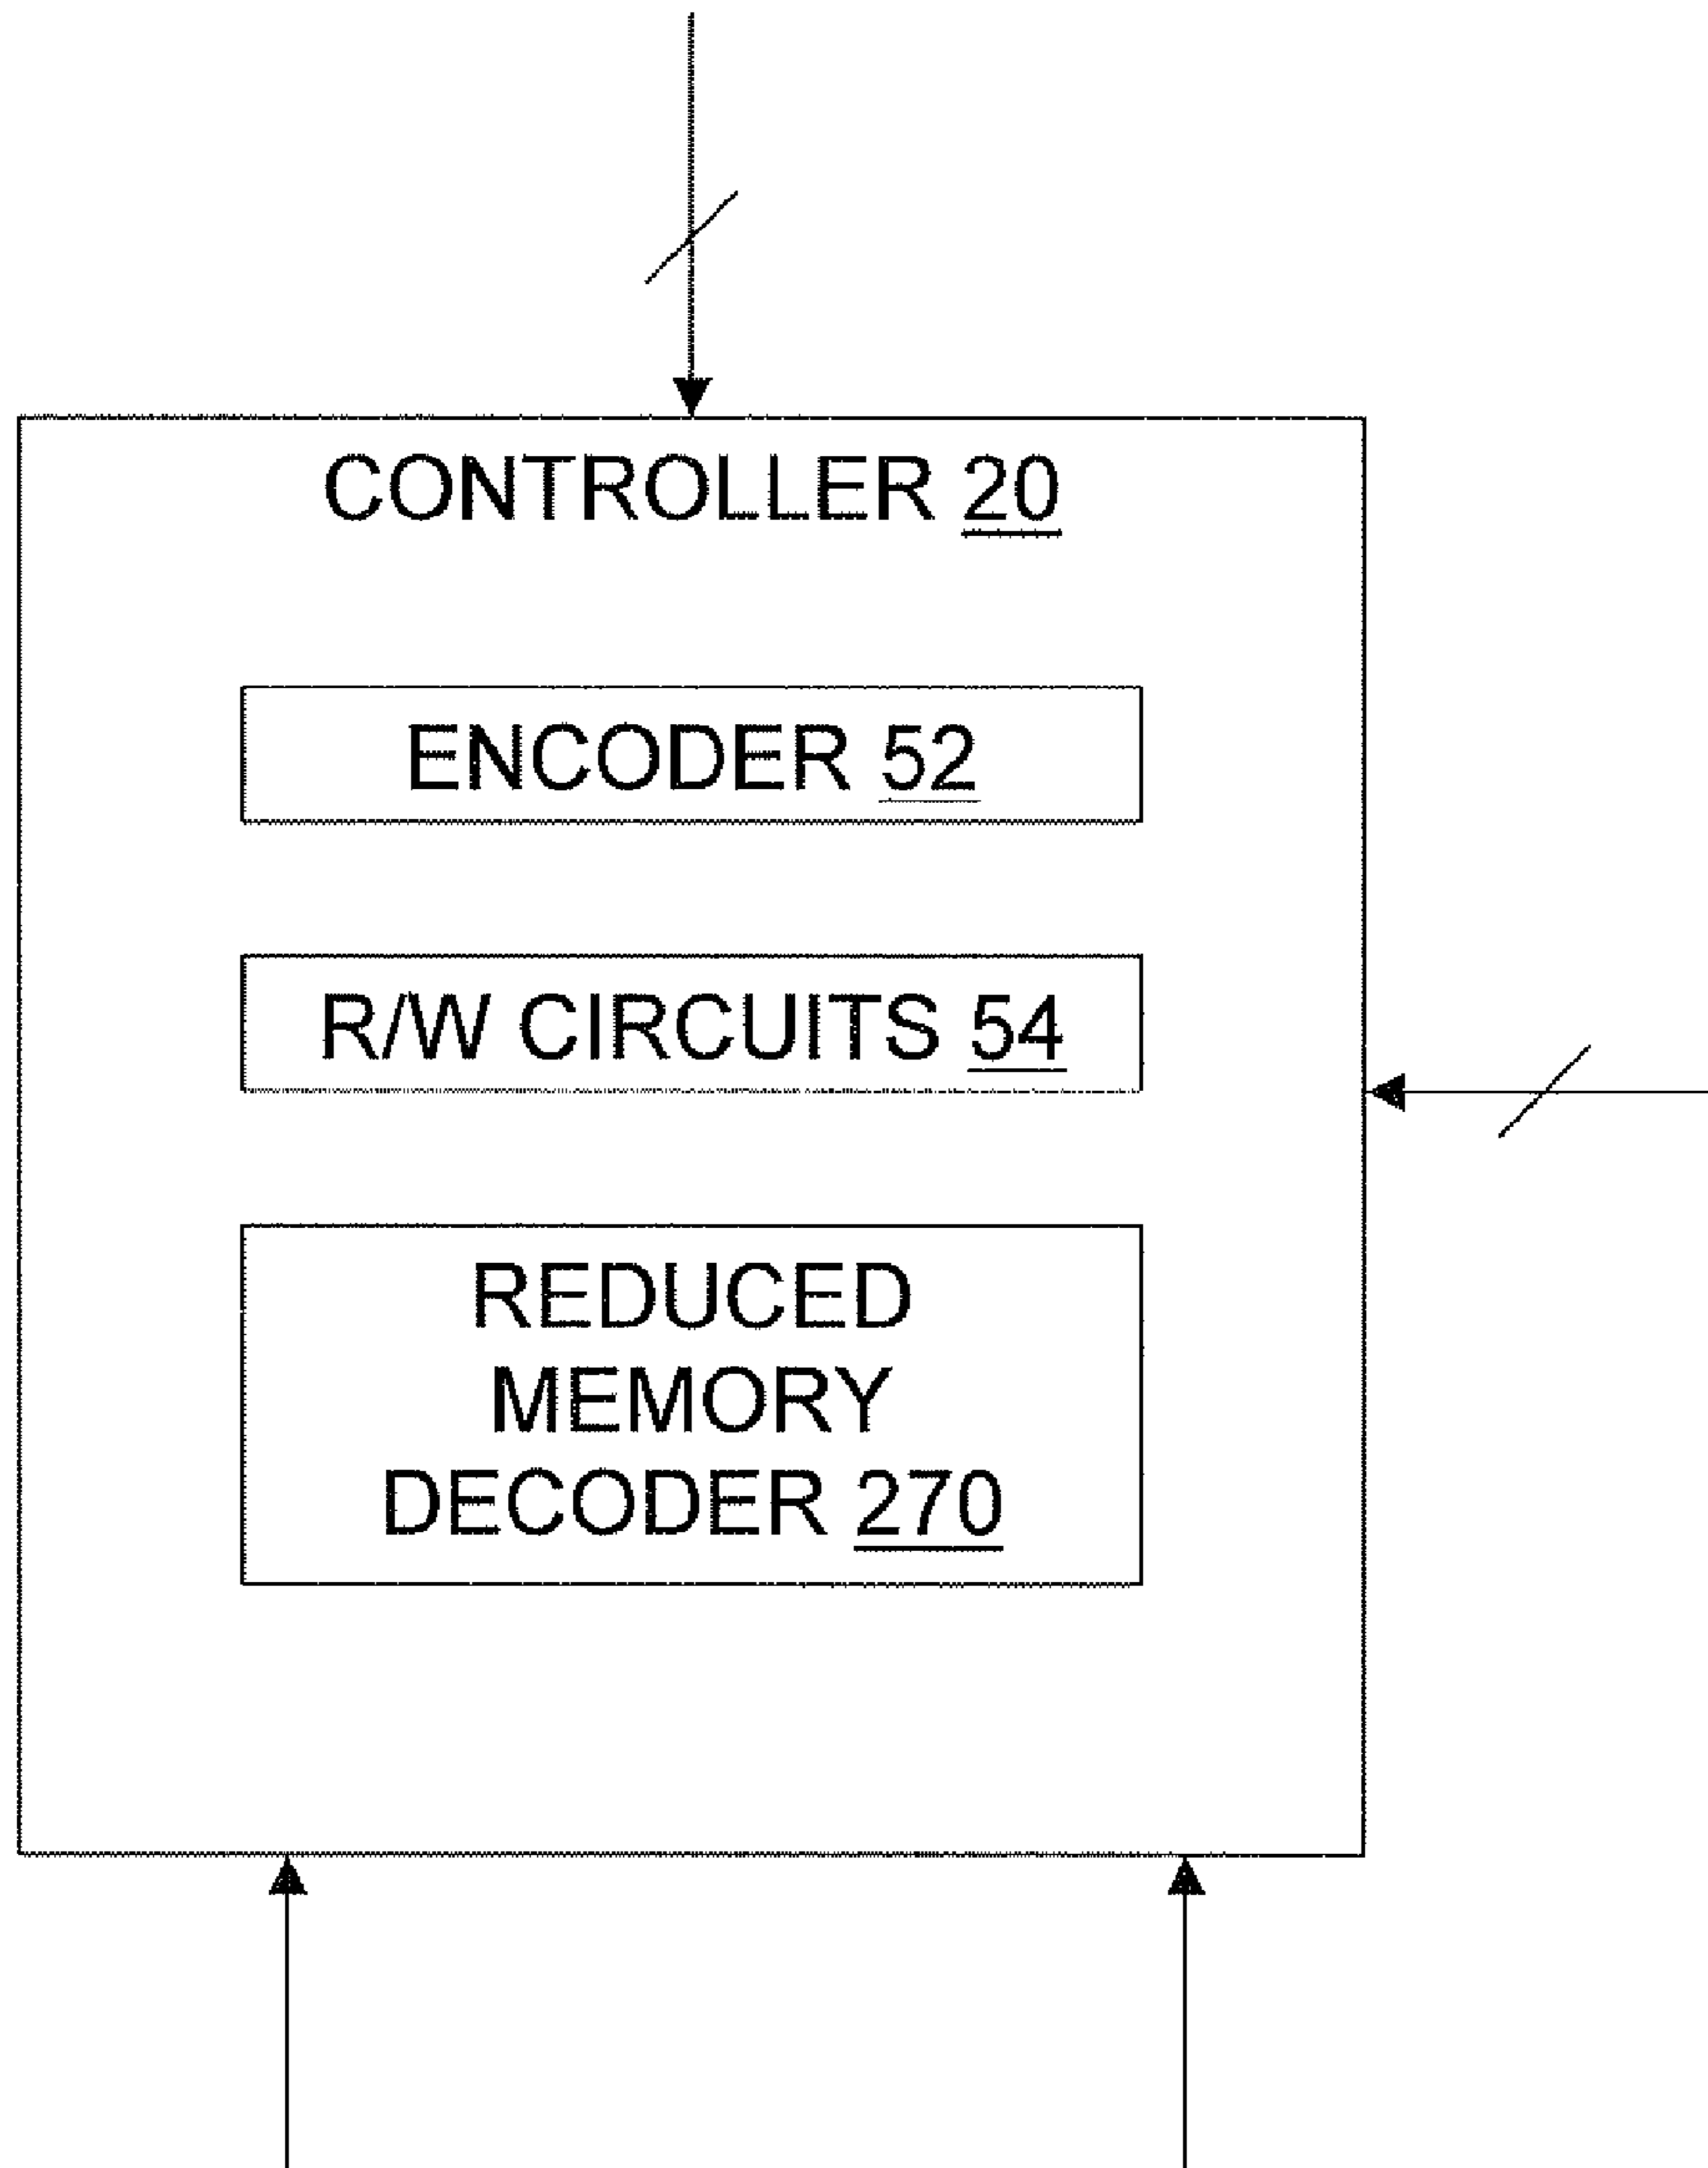 CONTROLLER 20
ENCODER 52
R/W CIRCUITS 54
REDUCED
MEMORY
DECODER 270